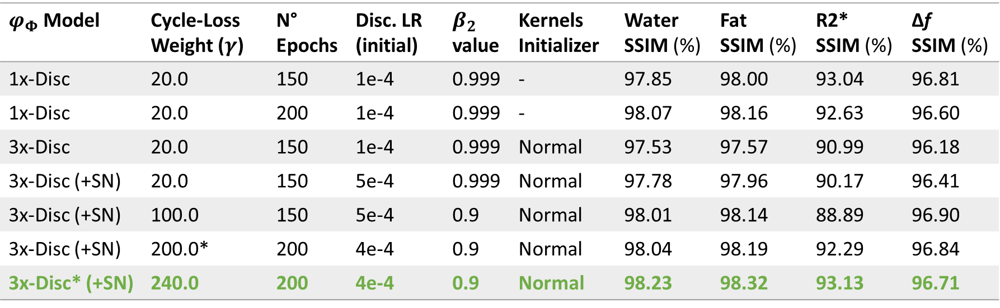 φ_Φ Model Cycle-Loss Weight (γ) N° Epochs Disc. LR (initial) β₂ value Kernels Initializer Water SSIM (%) Fat SSIM (%) R2* SSIM (%) Δf SSIM (%)
1x-Disc 20.0 150 1e-4 0.999 - 97.85 98.00 93.04 96.81
1x-Disc 20.0 200 1e-4 0.999 - 98.07 98.16 92.63 96.60
3x-Disc 20.0 150 1e-4 0.999 Normal 97.53 97.57 90.99 96.18
3x-Disc (+SN) 20.0 150 5e-4 0.999 Normal 97.78 97.96 90.17 96.41
3x-Disc (+SN) 100.0 150 5e-4 0.9 Normal 98.01 98.14 88.89 96.90
3x-Disc (+SN) 200.0* 200 4e-4 0.9 Normal 98.04 98.19 92.29 96.84
3x-Disc* (+SN) 240.0 200 4e-4 0.9 Normal 98.23 98.32 93.13 96.71